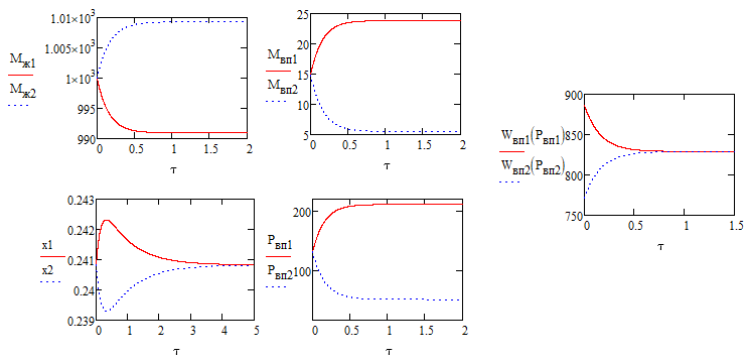 1.01×10³
1.005×10³
1×10³
995
990
Mж1
Mж2
0 0.5 1 1.5 2
τ
25
20
15
10
5
Mвп1
Mвп2
0 0.5 1 1.5 2
τ
900
850
800
750
Wвп1(Pвп1)
Wвп2(Pвп2)
0 0.5 1 1.5
τ
0.243
0.242
0.241
0.24
0.239
x1
x2
0 1 2 3 4 5
τ
200
100
Pвп1
Pвп2
0 0.5 1 1.5 2
τ